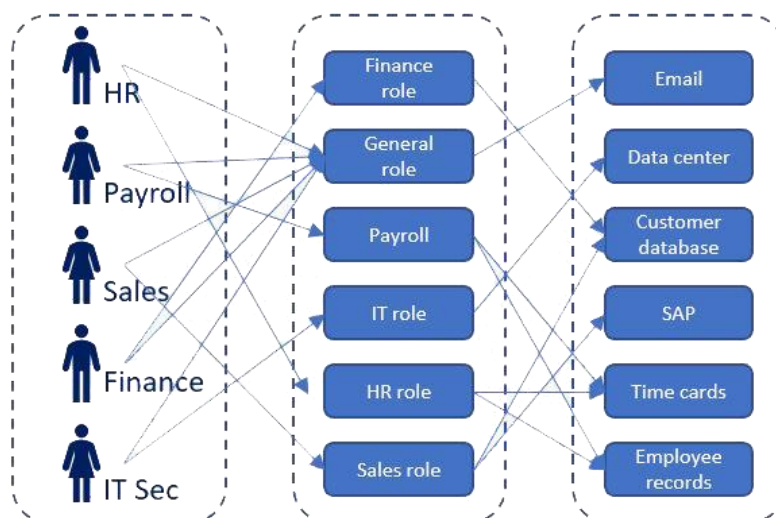 HR
Payroll
Sales
Finance
IT Sec
Finance
role
General
role
Payroll
IT role
HR role
Sales role
Email
Data center
Customer
database
SAP
Time cards
Employee
records